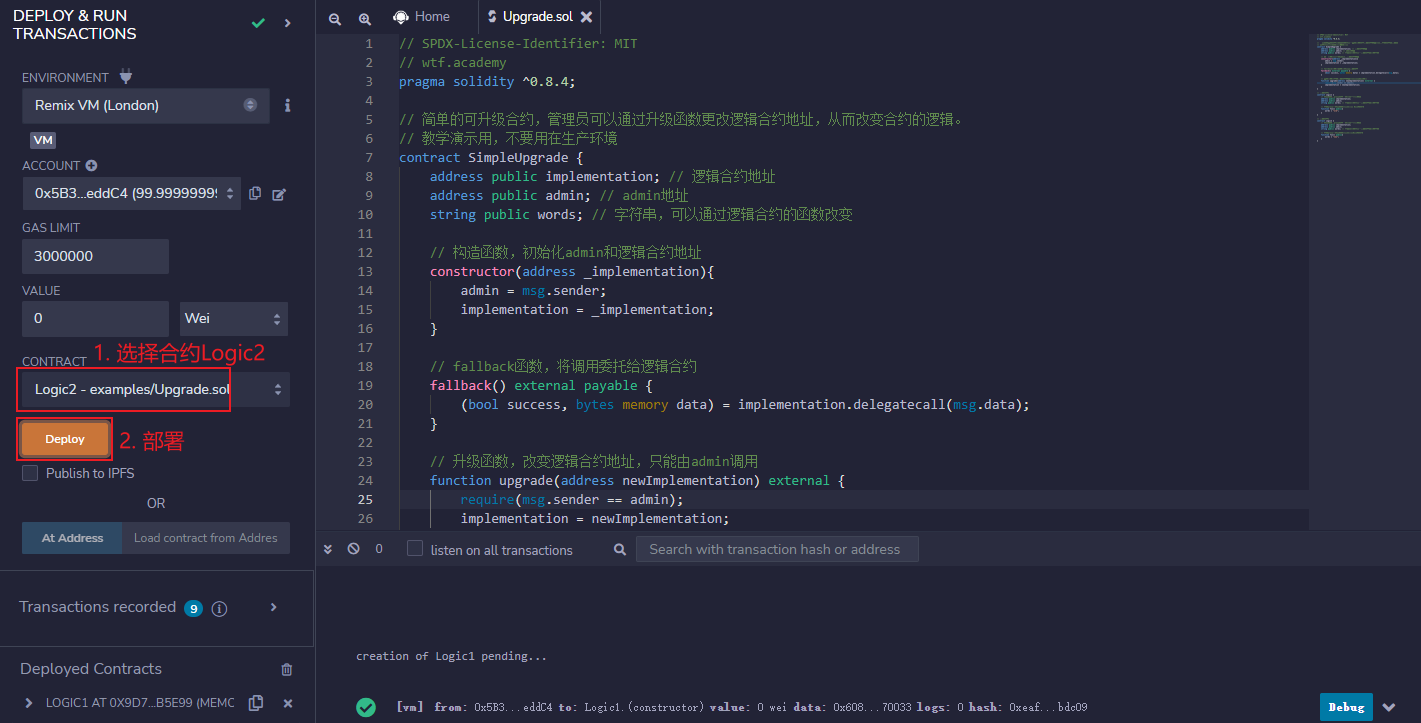 DEPLOY & RUN
TRANSACTIONS
ENVIRONMENT
Remix VM (London)
VM
ACCOUNT
0x5B3...eddC4 (99.99999999
GAS LIMIT
3000000
VALUE
0
Wei
CONTRACT
1. 选择合约Logic2
Logic2 - examples/Upgrade.sol
Deploy
2. 部署
Publish to IPFS
OR
At Address
Load contract from Addres
Transactions recorded 9
Deployed Contracts
LOGIC1 AT 0X9D7...B5E99 (MEMC
Home
Upgrade.sol
1 // SPDX-License-Identifier: MIT
2 // wtf.academy
3 pragma solidity ^0.8.4;
4
5 // 简单的可升级合约，管理员可以通过升级函数更改逻辑合约地址，从而改变合约的逻辑。
6 // 教学演示用，不要用在生产环境
7 contract SimpleUpgrade {
8 address public implementation; // 逻辑合约地址
9 address public admin; // admin地址
10 string public words; // 字符串，可以通过逻辑合约的函数改变
11
12 // 构造函数，初始化admin和逻辑合约地址
13 constructor(address _implementation){
14 admin = msg.sender;
15 implementation = _implementation;
16 }
17
18 // fallback函数，将调用委托给逻辑合约
19 fallback() external payable {
20 (bool success, bytes memory data) = implementation.delegatecall(msg.data);
21 }
22
23 // 升级函数，改变逻辑合约地址，只能由admin调用
24 function upgrade(address newImplementation) external {
25 require(msg.sender == admin);
26 implementation = newImplementation;
0
listen on all transactions
Search with transaction hash or address
creation of Logic1 pending...
[vm] from: 0x5B3...eddC4 to: Logic1.(constructor) value: 0 wei data: 0x608...70033 logs: 0 hash: 0xeaf...bdc09
Debug